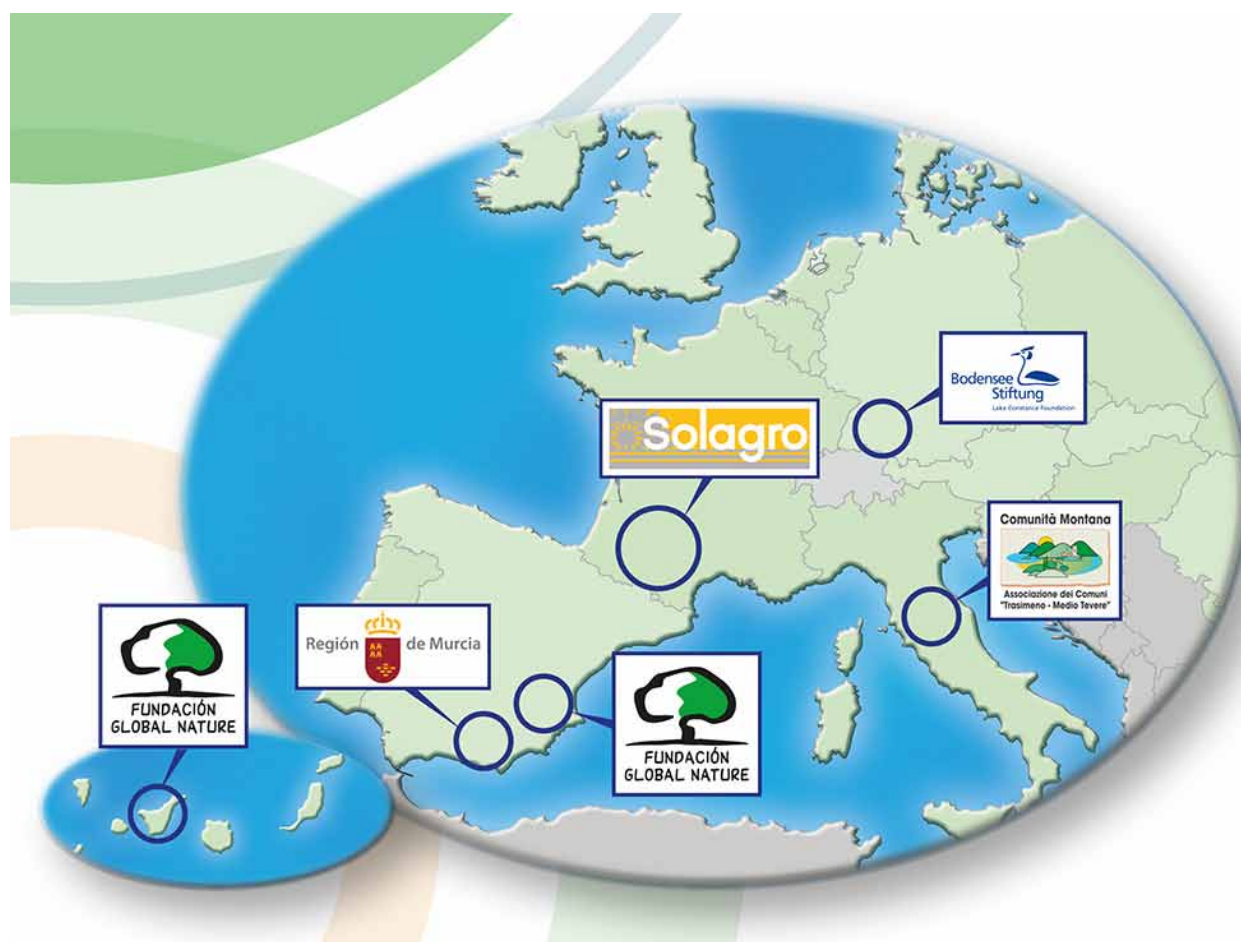 Bodensee
Stiftung
Lake Constance Foundation
Solagro
Comunità Montana
Associazione dei Comuni
"Trasimeno - Medio Tevere"
Región de Murcia
FUNDACIÓN
GLOBAL NATURE
FUNDACIÓN
GLOBAL NATURE